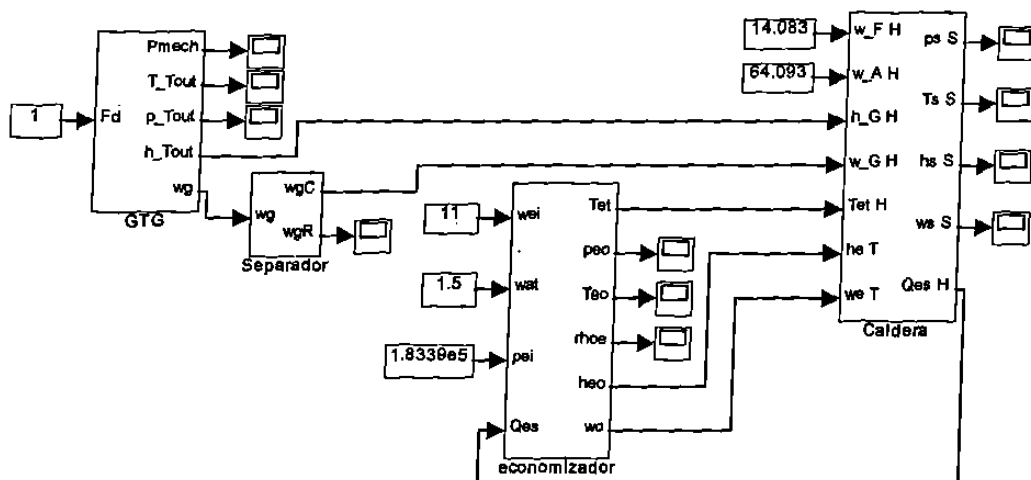 1
Fd
Pmech
T_Tout
p_Tout
h_Tout
wg
GTG
wg
wgC
wgR
Separador
11
1.5
1.8339e5
wei
wat
pei
Qes
Tet
peo
Teo
rhoe
heo
wo
economizador
14.083
64.093
w_F H
w_A H
h_G H
w_G H
Tet H
he T
we T
ps S
Ts S
hs S
ws S
Qes H
Caldera